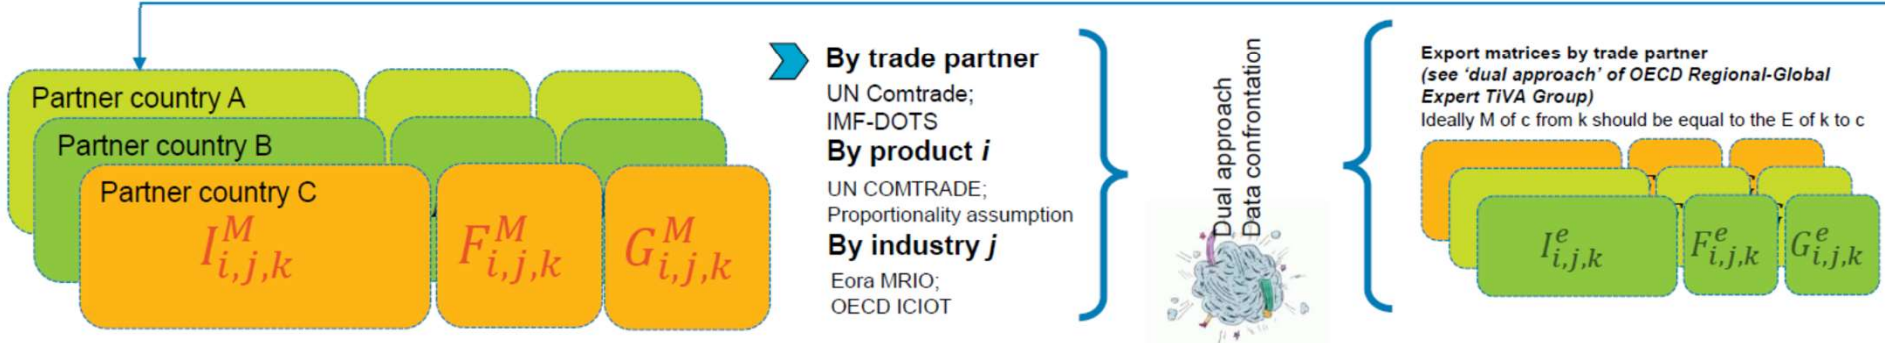 Partner country A
Partner country B
Partner country C
I^M_{i,j,k}
F^M_{i,j,k}
G^M_{i,j,k}
By trade partner
UN Comtrade;
IMF-DOTS
By product i
UN COMTRADE;
Proportionality assumption
By industry j
Eora MRIO;
OECD ICIOT
Dual approach
Data confrontation
Export matrices by trade partner
(see ‘dual approach’ of OECD Regional-Global
Expert TiVA Group)
Ideally M of c from k should be equal to the E of k to c
I^e_{i,j,k}
F^e_{i,j,k}
G^e_{i,j,k}